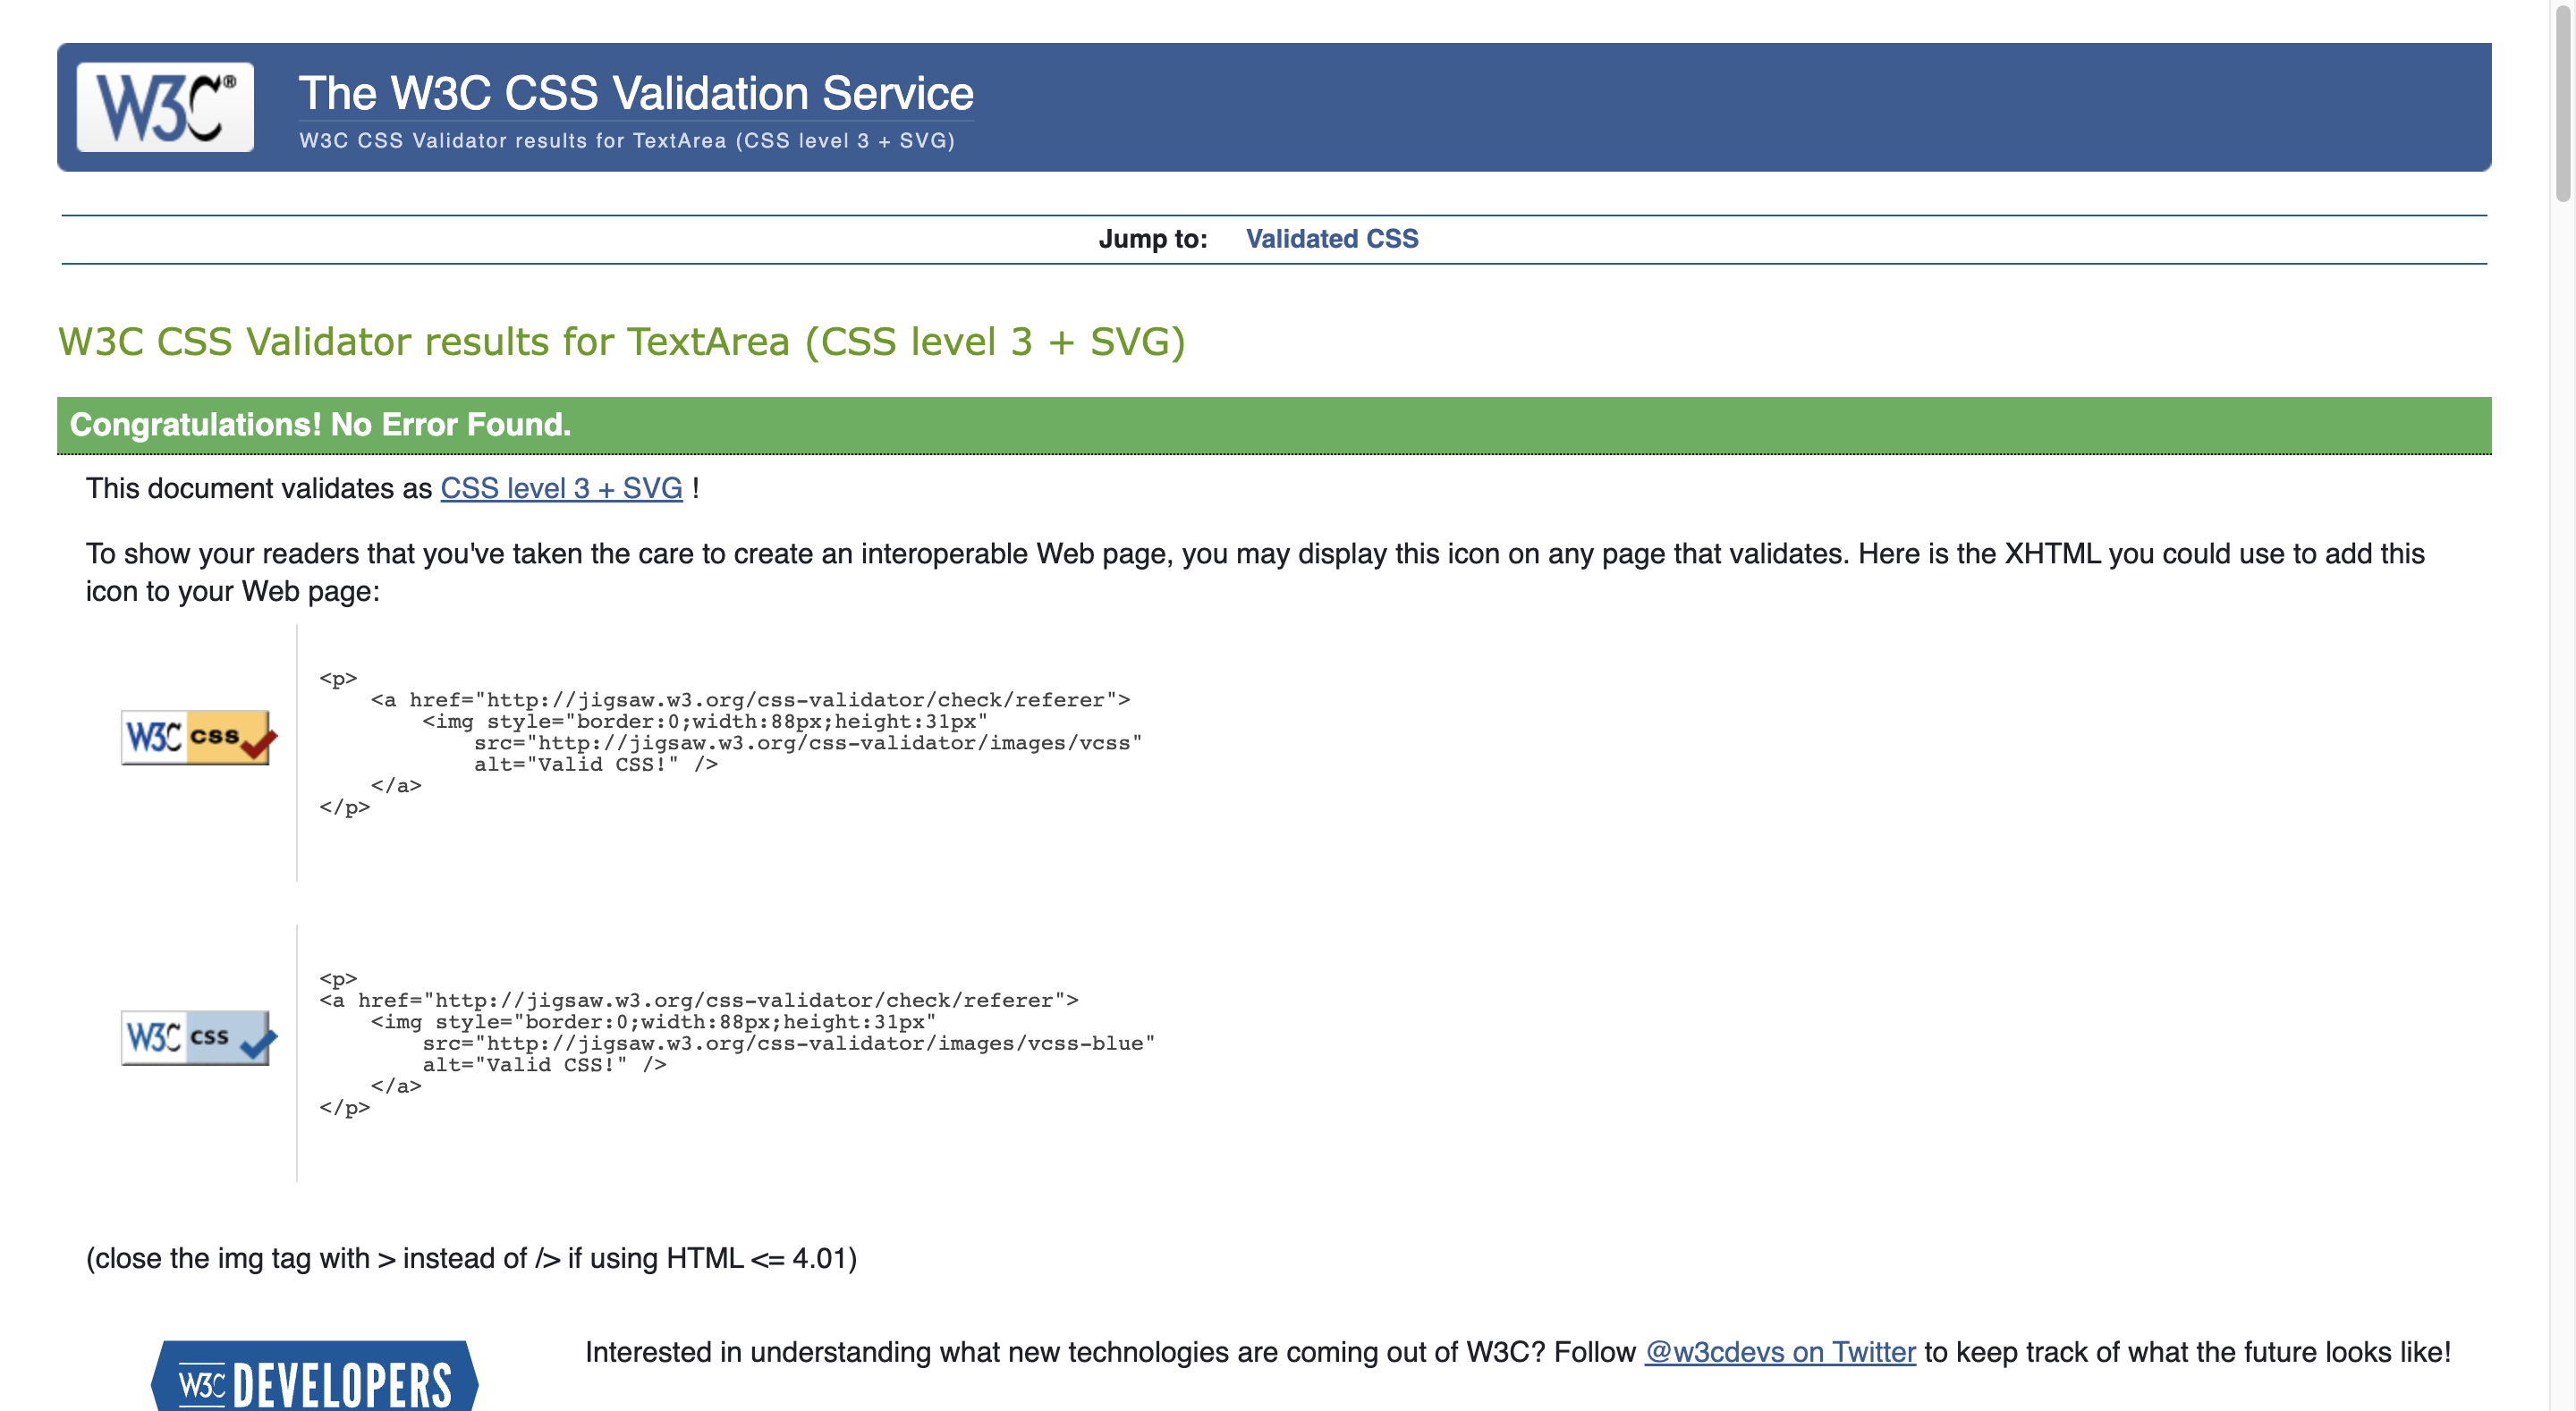 W3C®
The W3C CSS Validation Service
W3C CSS Validator results for TextArea (CSS level 3 + SVG)
Jump to: Validated CSS
W3C CSS Validator results for TextArea (CSS level 3 + SVG)
Congratulations! No Error Found.
This document validates as CSS level 3 + SVG !
To show your readers that you've taken the care to create an interoperable Web page, you may display this icon on any page that validates. Here is the XHTML you could use to add this
icon to your Web page:
W3C css
<p>
    <a href="http://jigsaw.w3.org/css-validator/check/referer">
        <img style="border:0;width:88px;height:31px"
            src="http://jigsaw.w3.org/css-validator/images/vcss"
            alt="Valid CSS!" />
    </a>
</p>
W3C css
<p>
<a href="http://jigsaw.w3.org/css-validator/check/referer">
    <img style="border:0;width:88px;height:31px"
        src="http://jigsaw.w3.org/css-validator/images/vcss-blue"
        alt="Valid CSS!" />
    </a>
</p>
(close the img tag with > instead of /> if using HTML <= 4.01)
W3C DEVELOPERS
Interested in understanding what new technologies are coming out of W3C? Follow @w3cdevs on Twitter to keep track of what the future looks like!